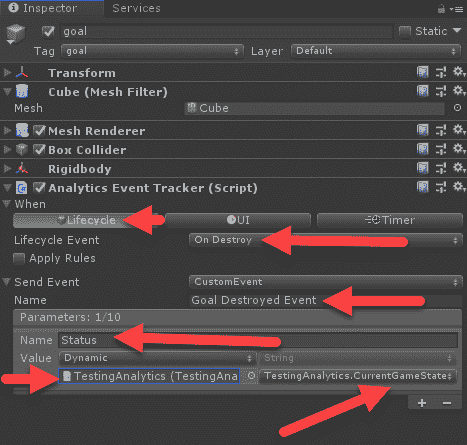 Inspector
Services
goal
Static
Tag goal Layer Default
Transform
Cube (Mesh Filter)
Mesh Cube
Mesh Renderer
Box Collider
Rigidbody
Analytics Event Tracker (Script)
When
Lifecycle UI Timer
Lifecycle Event On Destroy
Apply Rules
Send Event CustomEvent
Name Goal Destroyed Event
Parameters: 1/10
Name Status
Value Dynamic String
TestingAnalytics (TestingAna TestingAnalytics.CurrentGameState